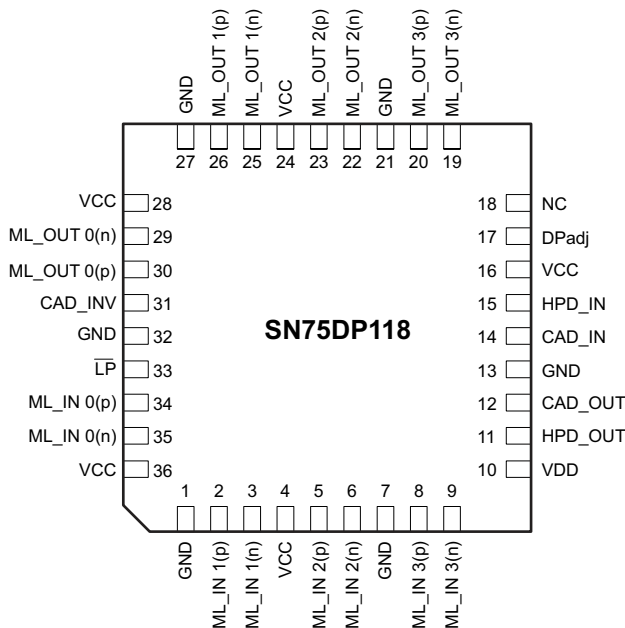 GND
ML_OUT 1(p)
ML_OUT 1(n)
VCC
ML_OUT 2(p)
ML_OUT 2(n)
GND
ML_OUT 3(p)
ML_OUT 3(n)
27 26 25 24 23 22 21 20 19
VCC 28
ML_OUT 0(n) 29
ML_OUT 0(p) 30
CAD_INV 31
GND 32
L̅P̅ 33
ML_IN 0(p) 34
ML_IN 0(n) 35
VCC 36
SN75DP118
18 NC
17 DPadj
16 VCC
15 HPD_IN
14 CAD_IN
13 GND
12 CAD_OUT
11 HPD_OUT
10 VDD
1 2 3 4 5 6 7 8 9
GND
ML_IN 1(p)
ML_IN 1(n)
VCC
ML_IN 2(p)
ML_IN 2(n)
GND
ML_IN 3(p)
ML_IN 3(n)